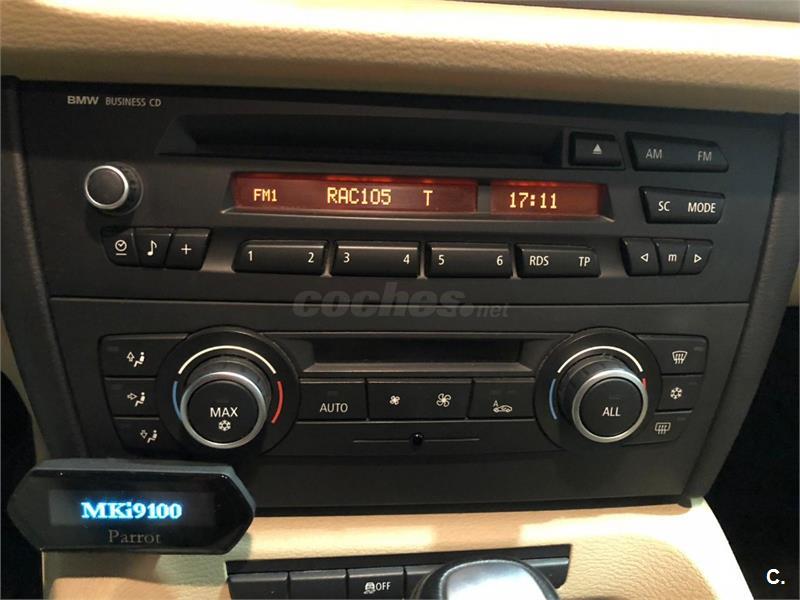 BMW BUSINESS CD
AM FM
FM1 RAC105 T 17:11
SC MODE
1 2 3 4 5 6 RDS TP m
coches.net
AUTO
MAX
ALL
MKi9100
Parrot
OFF
C.